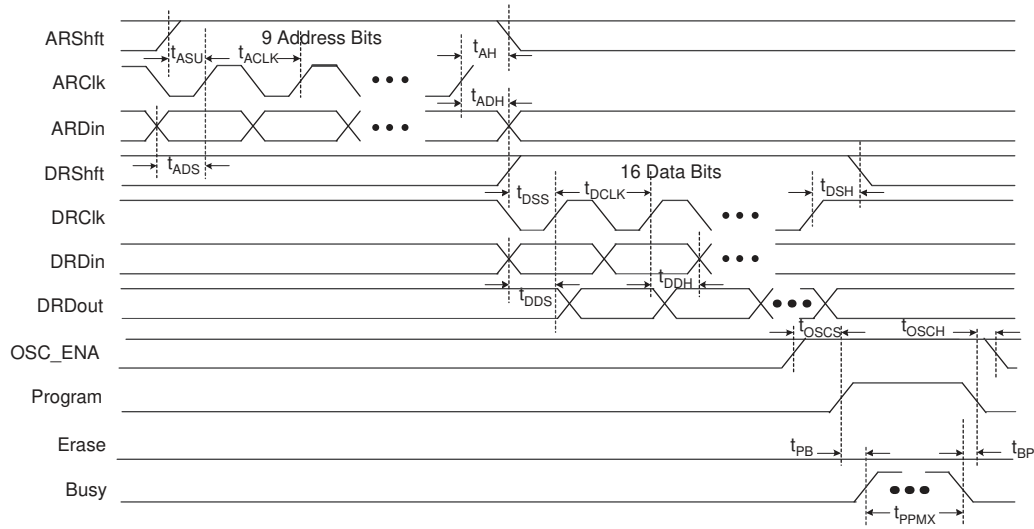 ARShft
9 Address Bits
tASU
tACLK
tAH
ARClk
tADH
ARDin
tADS
DRShft
16 Data Bits
tDSS
tDCLK
tDSH
DRClk
DRDin
tDDS
tDDH
DRDout
tOSCS
tOSCH
OSC_ENA
Program
Erase
tPB
tBP
Busy
tPPMX